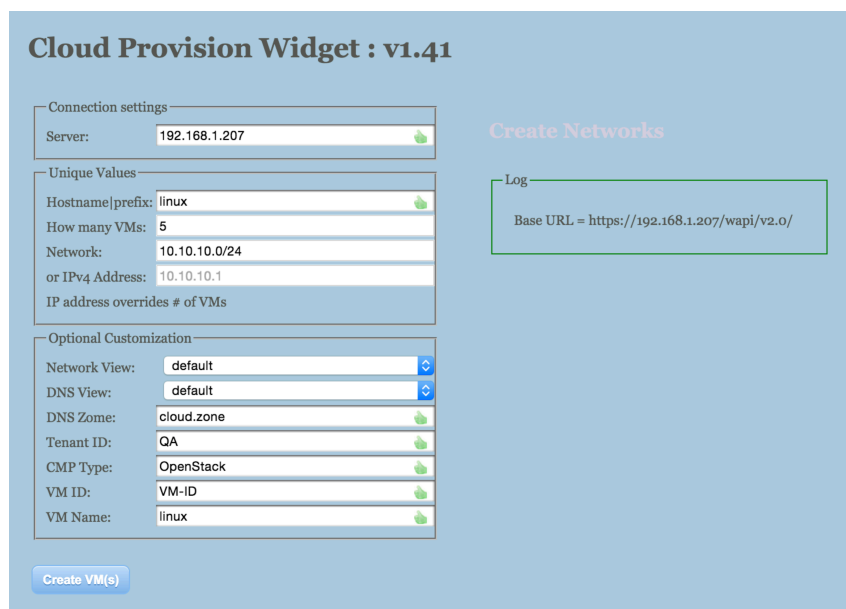 Cloud Provision Widget : v1.41
Connection settings
Server: 192.168.1.207
Unique Values
Hostname|prefix: linux
How many VMs: 5
Network: 10.10.10.0/24
or IPv4 Address: 10.10.10.1
IP address overrides # of VMs
Optional Customization
Network View: default
DNS View: default
DNS Zome: cloud.zone
Tenant ID: QA
CMP Type: OpenStack
VM ID: VM-ID
VM Name: linux
Create VM(s)
Create Networks
Log
Base URL = https://192.168.1.207/wapi/v2.0/